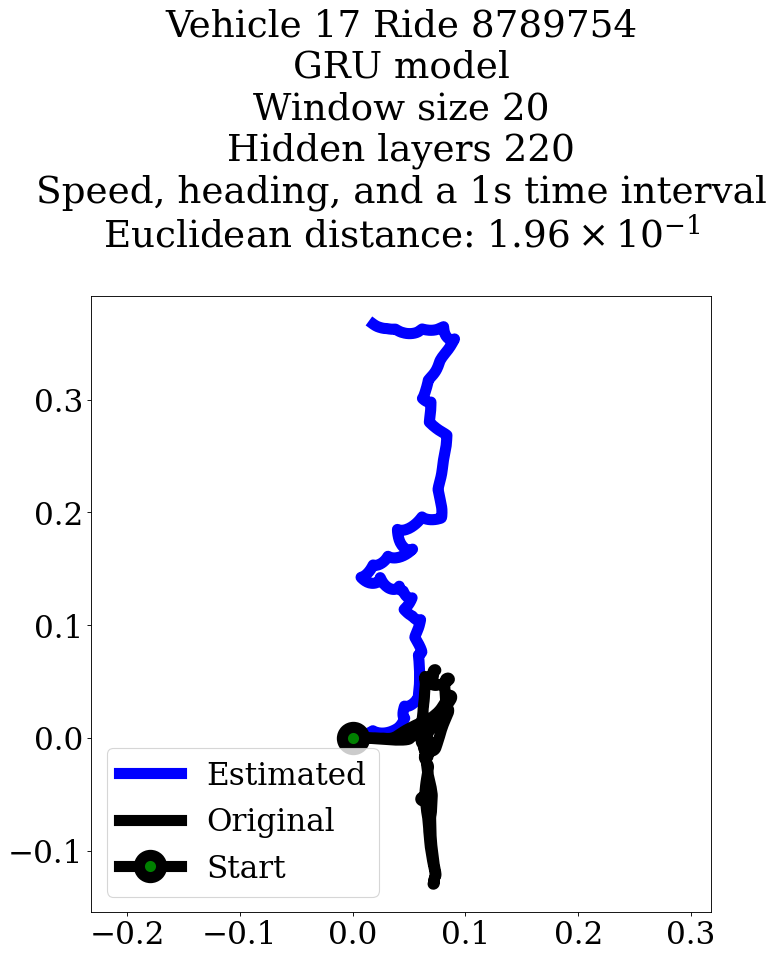 Vehicle 17 Ride 8789754
GRU model
Window size 20
Hidden layers 220
Speed, heading, and a 1s time interval
Euclidean distance: 1.96 × 10⁻¹
0.3
0.2
0.1
0.0
−0.1
Estimated
Original
Start
−0.2 −0.1 0.0 0.1 0.2 0.3